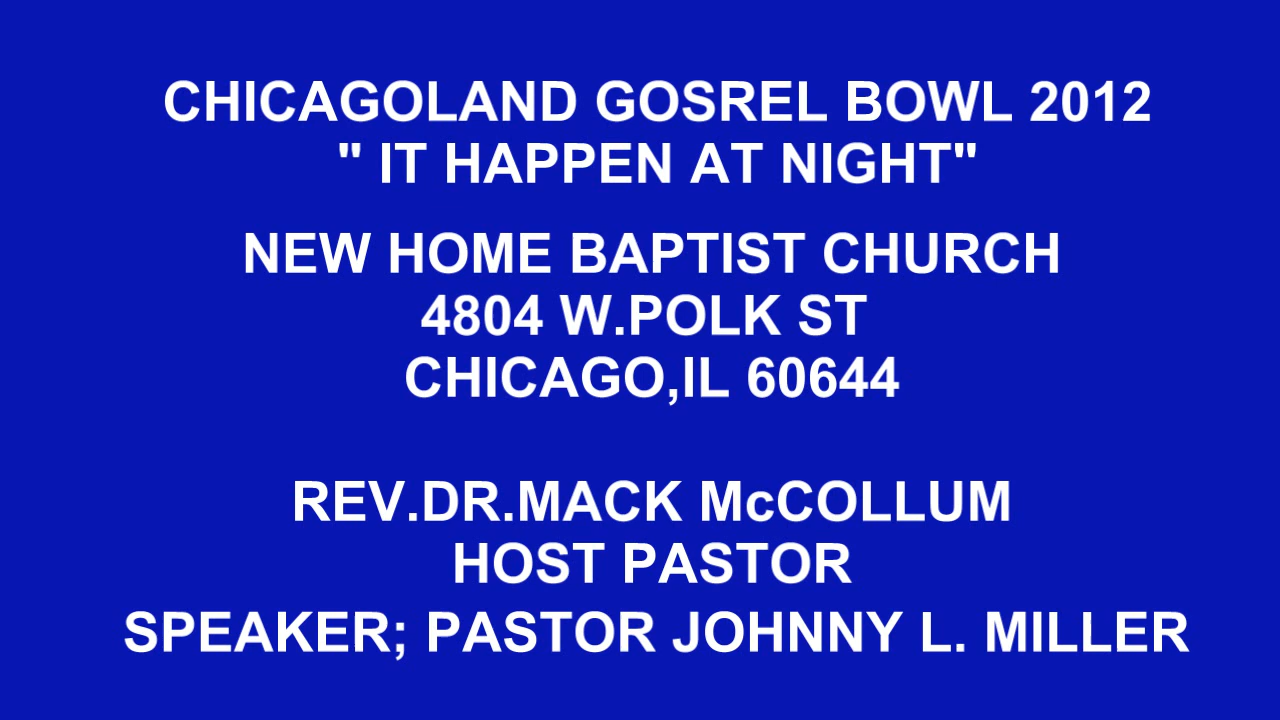 CHICAGOLAND GOSREL BOWL 2012
" IT HAPPEN AT NIGHT"
NEW HOME BAPTIST CHURCH
4804 W.POLK ST
CHICAGO,IL 60644
REV.DR.MACK McCOLLUM
HOST PASTOR
SPEAKER; PASTOR JOHNNY L. MILLER